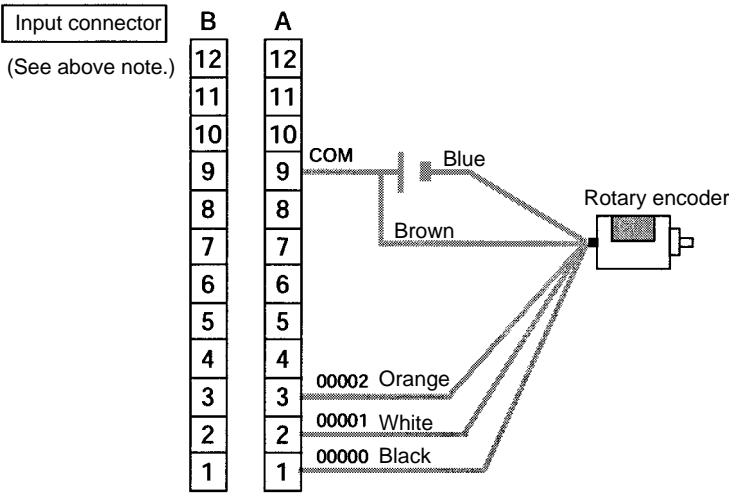 Input connector
(See above note.)
B A
12 12
11 11
10 10
9 9 COM Blue
8 8 Rotary encoder
7 7 Brown
6 6
5 5
4 4
3 3 00002 Orange
2 2 00001 White
1 1 00000 Black